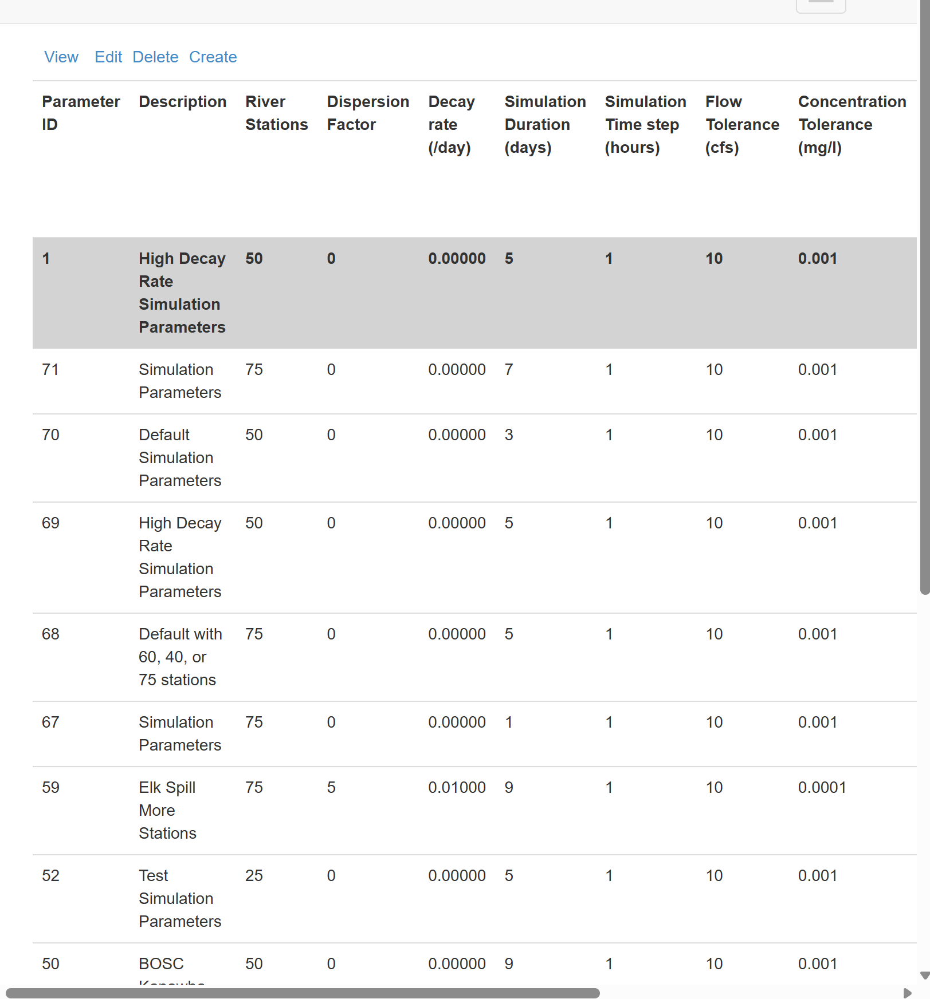 View Edit Delete Create
Parameter ID Description River Stations Dispersion Factor Decay rate (/day) Simulation Duration (days) Simulation Time step (hours) Flow Tolerance (cfs) Concentration Tolerance (mg/l)
1 High Decay Rate Simulation Parameters 50 0 0.00000 5 1 10 0.001
71 Simulation Parameters 75 0 0.00000 7 1 10 0.001
70 Default Simulation Parameters 50 0 0.00000 3 1 10 0.001
69 High Decay Rate Simulation Parameters 50 0 0.00000 5 1 10 0.001
68 Default with 60, 40, or 75 stations 75 0 0.00000 5 1 10 0.001
67 Simulation Parameters 75 0 0.00000 1 1 10 0.001
59 Elk Spill More Stations 75 5 0.01000 9 1 10 0.0001
52 Test Simulation Parameters 25 0 0.00000 5 1 10 0.001
50 BOSC 50 0 0.00000 9 1 10 0.001